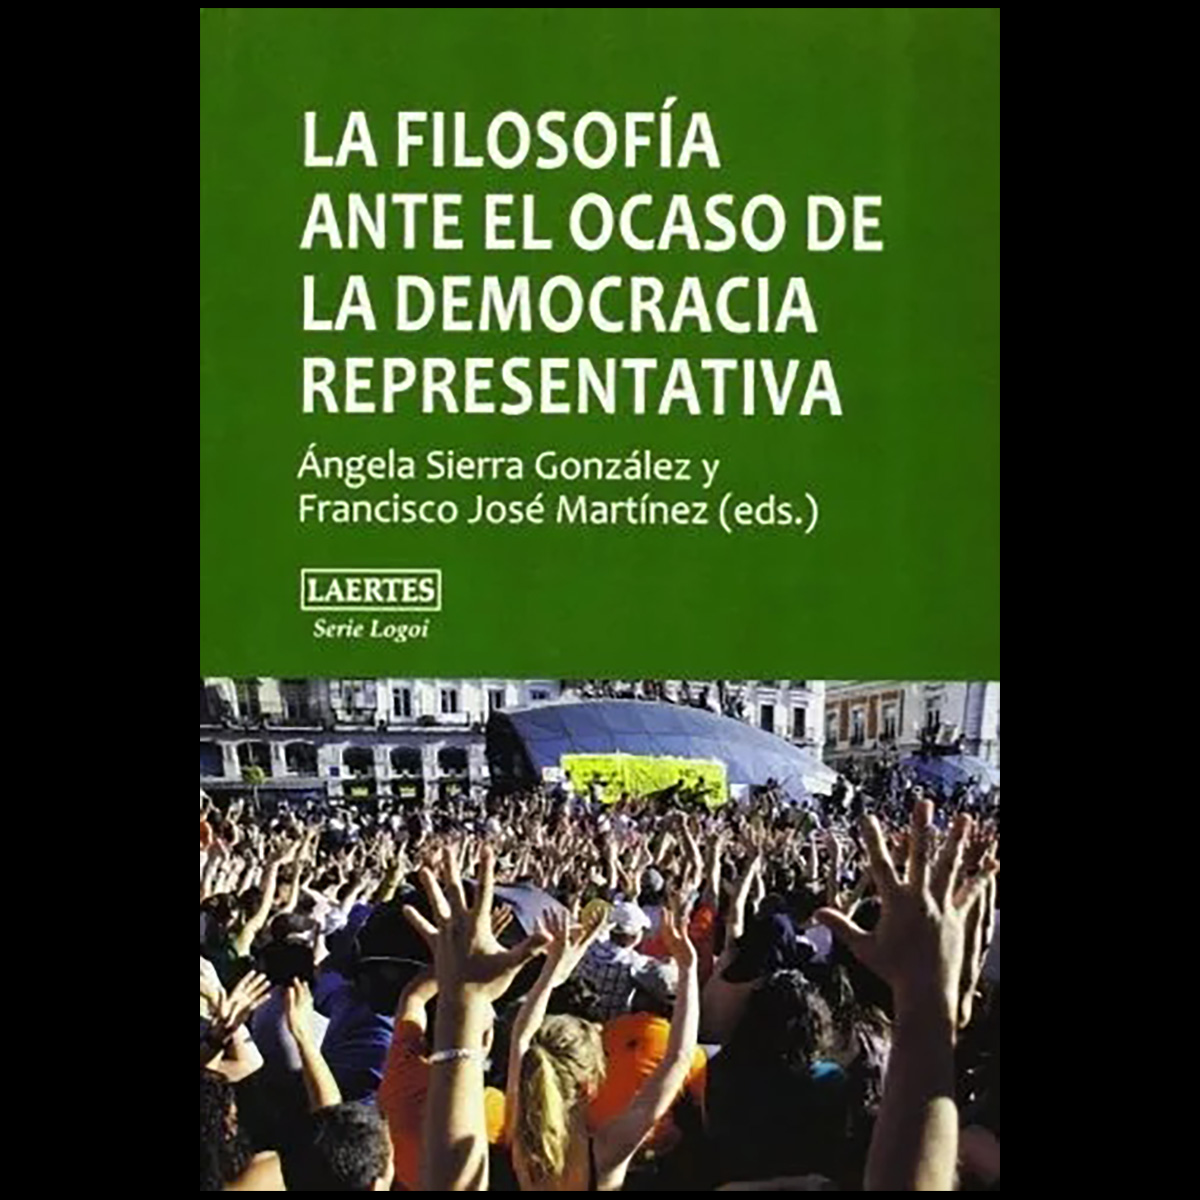 LA FILOSOFÍA
ANTE EL OCASO DE
LA DEMOCRACIA
REPRESENTATIVA
Ángela Sierra González y
Francisco José Martínez (eds.)
LAERTES
Serie Logoi